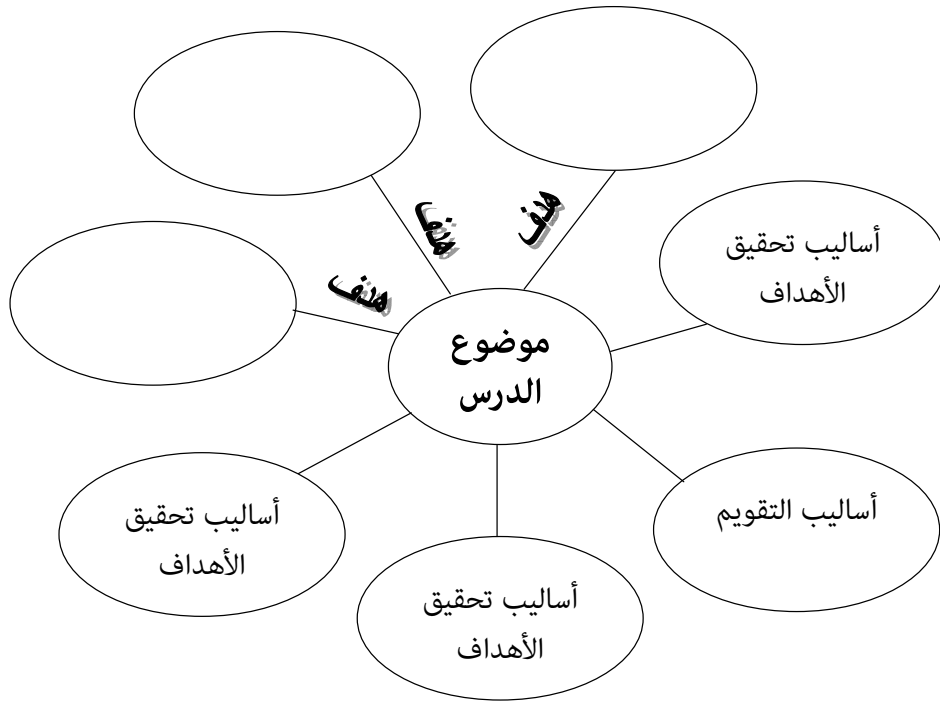 هدف
هدف
هدف
أساليب تحقيق
الأهداف
موضوع
الدرس
أساليب التقويم
أساليب تحقيق
الأهداف
أساليب تحقيق
الأهداف